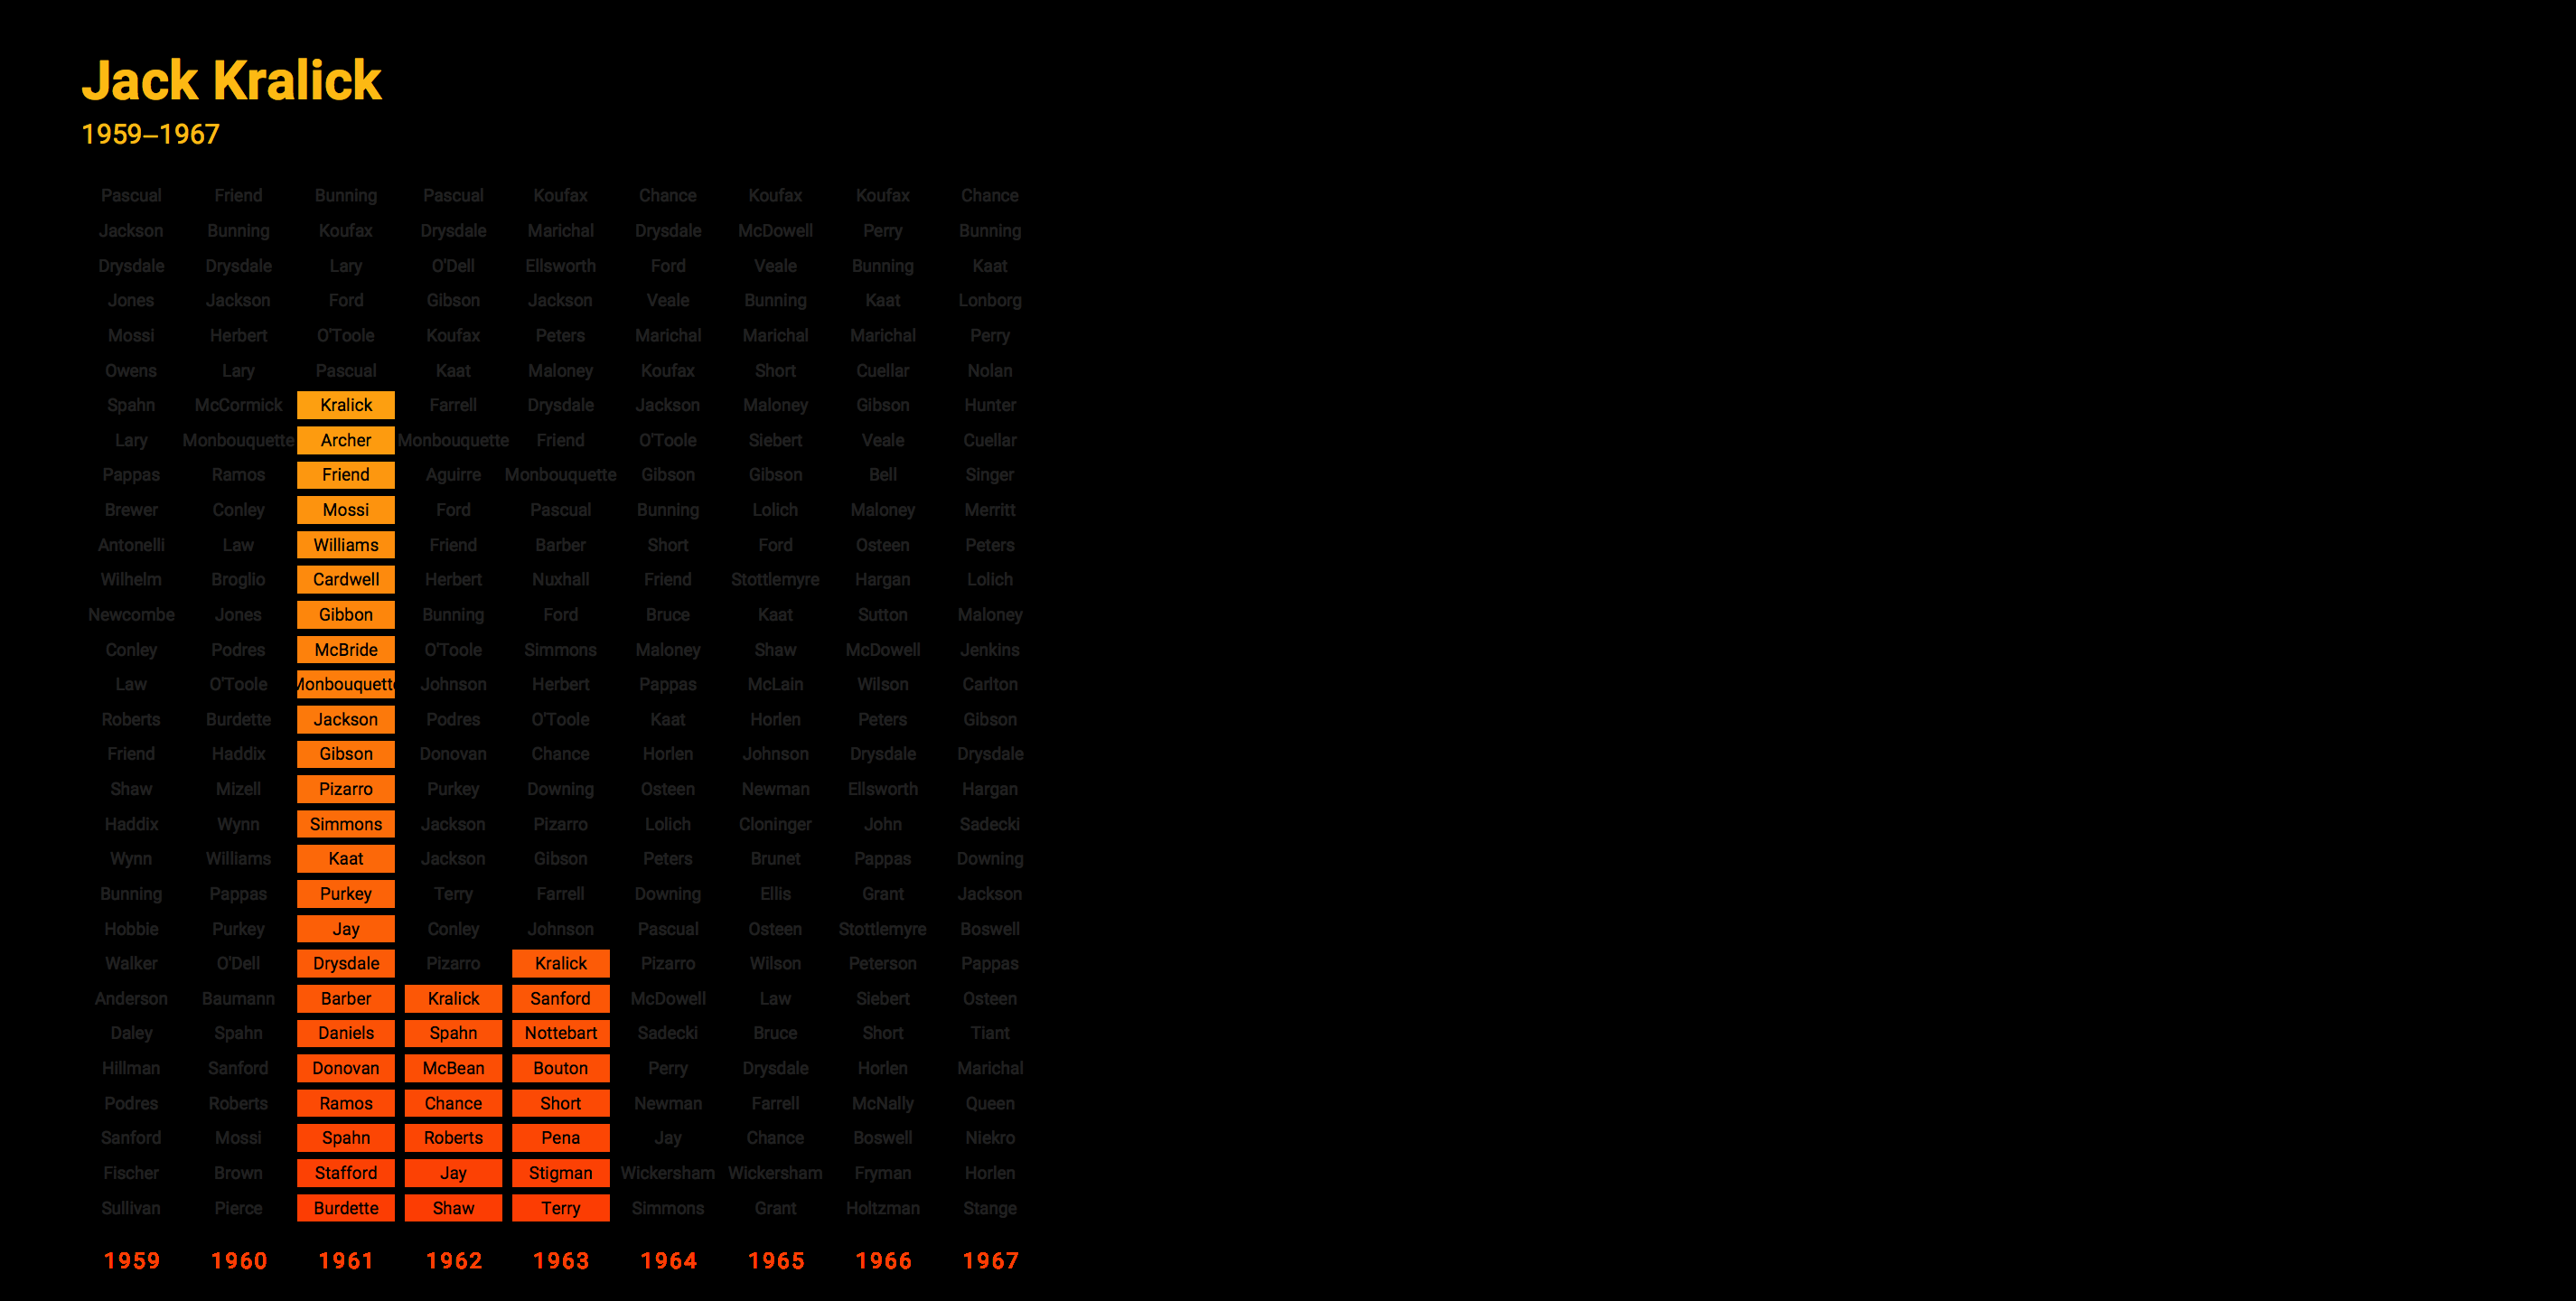 Jack Kralick
1959–1967
Pascual Friend Bunning Pascual Koufax Chance Koufax Koufax Chance
Jackson Bunning Koufax Drysdale Marichal Drysdale McDowell Perry Bunning
Drysdale Drysdale Lary O'Dell Ellsworth Ford Veale Bunning Kaat
Jones Jackson Ford Gibson Jackson Veale Bunning Kaat Lonborg
Mossi Herbert O'Toole Koufax Peters Marichal Marichal Marichal Perry
Owens Lary Pascual Kaat Maloney Koufax Short Cuellar Nolan
Spahn McCormick Kralick Farrell Drysdale Jackson Maloney Gibson Hunter
Lary Monbouquette Archer Monbouquette Friend O'Toole Siebert Veale Cuellar
Pappas Ramos Friend Aguirre Monbouquette Gibson Gibson Bell Singer
Brewer Conley Mossi Ford Pascual Bunning Lolich Maloney Merritt
Antonelli Law Williams Friend Barber Short Ford Osteen Peters
Wilhelm Broglio Cardwell Herbert Nuxhall Friend Stottlemyre Hargan Lolich
Newcombe Jones Gibbon Bunning Ford Bruce Kaat Sutton Maloney
Conley Podres McBride O'Toole Simmons Maloney Shaw McDowell Jenkins
Law O'Toole Monbouquette Johnson Herbert Pappas McLain Wilson Carlton
Roberts Burdette Jackson Podres O'Toole Kaat Horlen Peters Gibson
Friend Haddix Gibson Donovan Chance Horlen Johnson Drysdale Drysdale
Shaw Mizell Pizarro Purkey Downing Osteen Newman Ellsworth Hargan
Haddix Wynn Simmons Jackson Pizarro Lolich Cloninger John Sadecki
Wynn Williams Kaat Jackson Gibson Peters Brunet Pappas Downing
Bunning Pappas Purkey Terry Farrell Downing Ellis Grant Jackson
Hobbie Purkey Jay Conley Johnson Pascual Osteen Stottlemyre Boswell
Walker O'Dell Drysdale Pizarro Kralick Pizarro Wilson Peterson Pappas
Anderson Baumann Barber Kralick Sanford McDowell Law Siebert Osteen
Daley Spahn Daniels Spahn Nottebart Sadecki Bruce Short Tiant
Hillman Sanford Donovan McBean Bouton Perry Drysdale Horlen Marichal
Podres Roberts Ramos Chance Short Newman Farrell McNally Queen
Sanford Mossi Spahn Roberts Pena Jay Chance Boswell Niekro
Fischer Brown Stafford Jay Stigman Wickersham Wickersham Fryman Horlen
Sullivan Pierce Burdette Shaw Terry Simmons Grant Holtzman Stange
1959 1960 1961 1962 1963 1964 1965 1966 1967